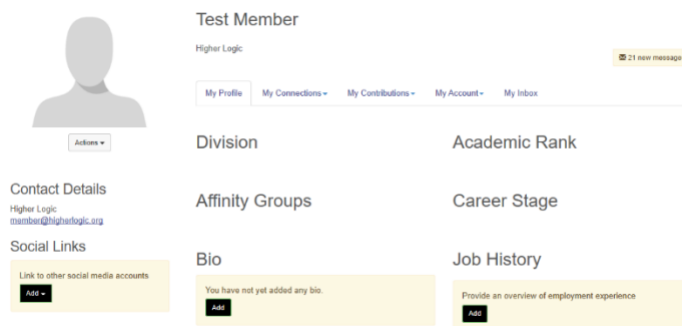 Test Member
Higher Logic
21 new message
My Profile My Connections My Contributions My Account My Inbox
Actions
Division
Academic Rank
Contact Details
Higher Logic
member@higherlogic.org
Affinity Groups
Career Stage
Social Links
Link to other social media accounts
Add
Bio
You have not yet added any bio.
Add
Job History
Provide an overview of employment experience
Add